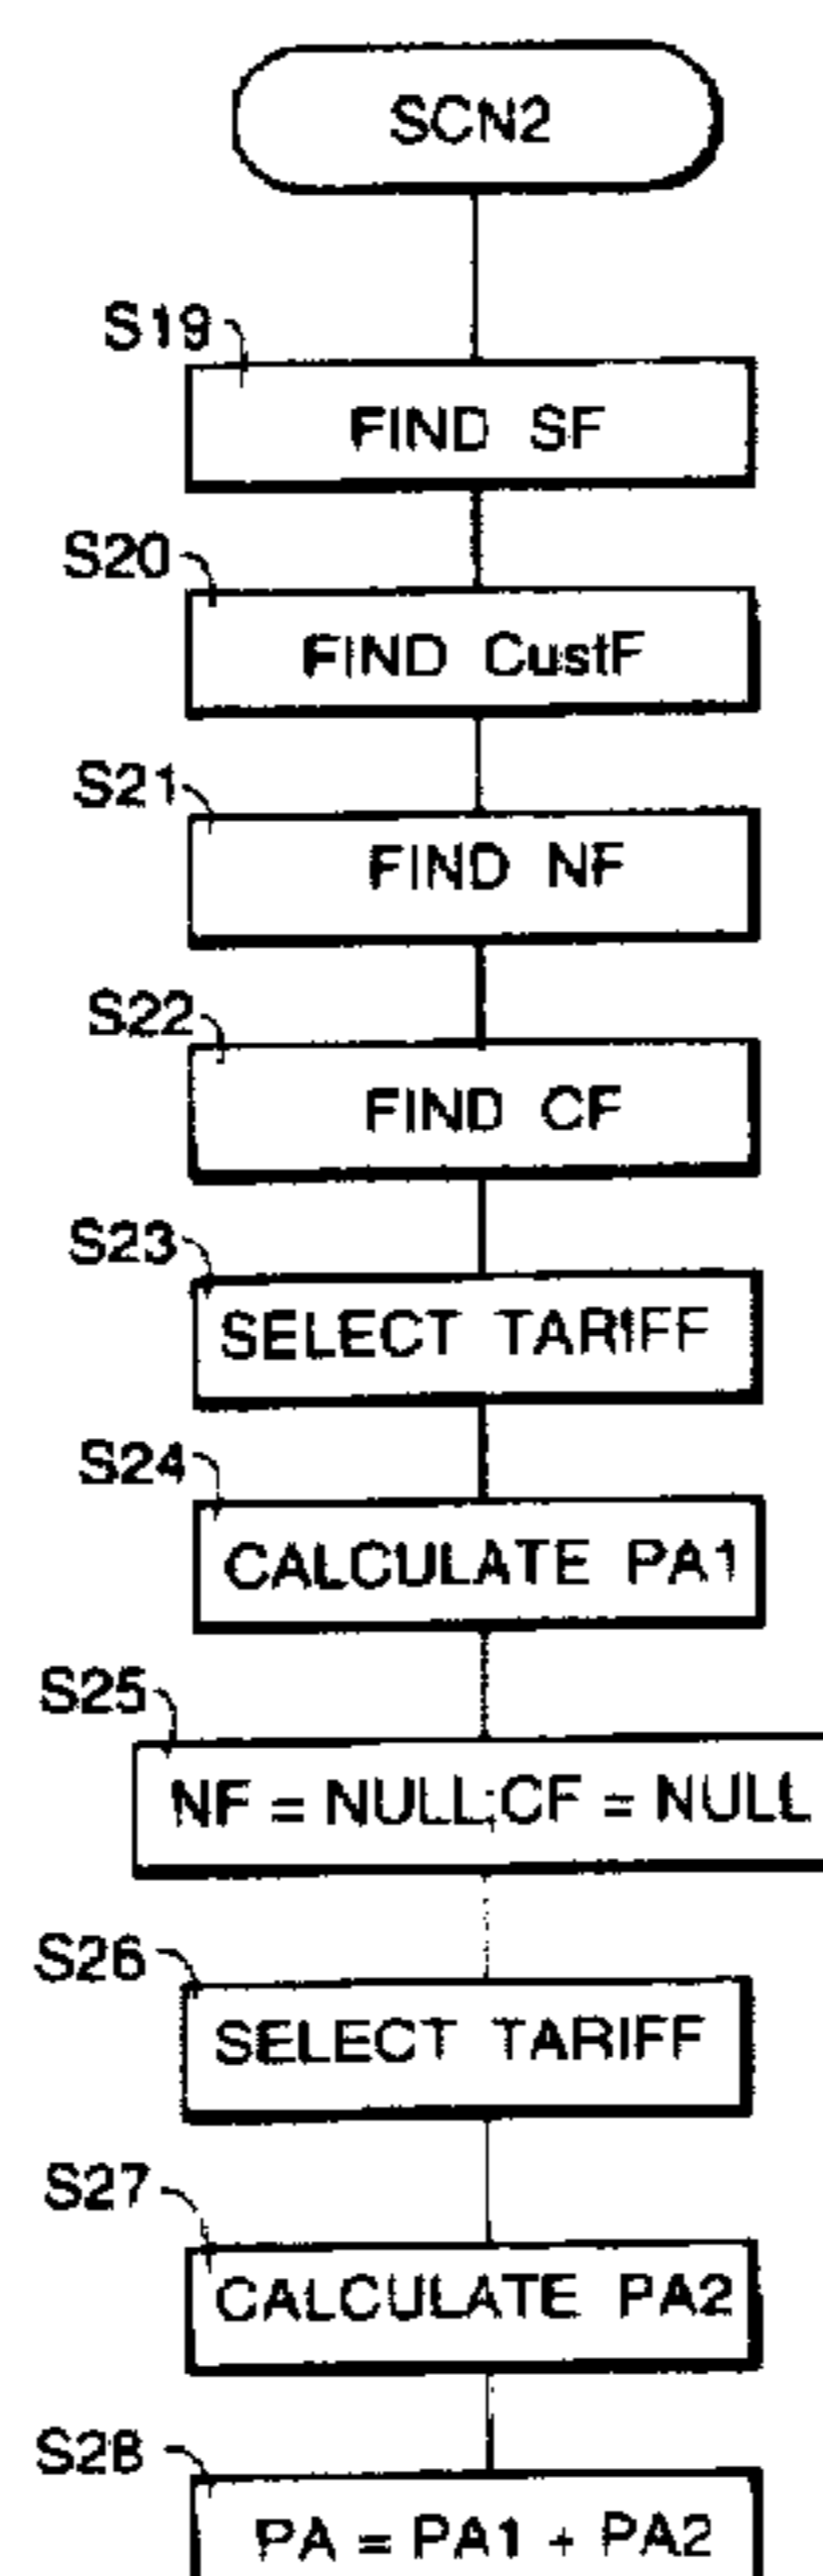 SCN2
S19
FIND SF
S20
FIND CustF
S21
FIND NF
S22
FIND CF
S23
SELECT TARIFF
S24
CALCULATE PA1
S25
NF = NULL;CF = NULL
S26
SELECT TARIFF
S27
CALCULATE PA2
S28
PA = PA1 + PA2